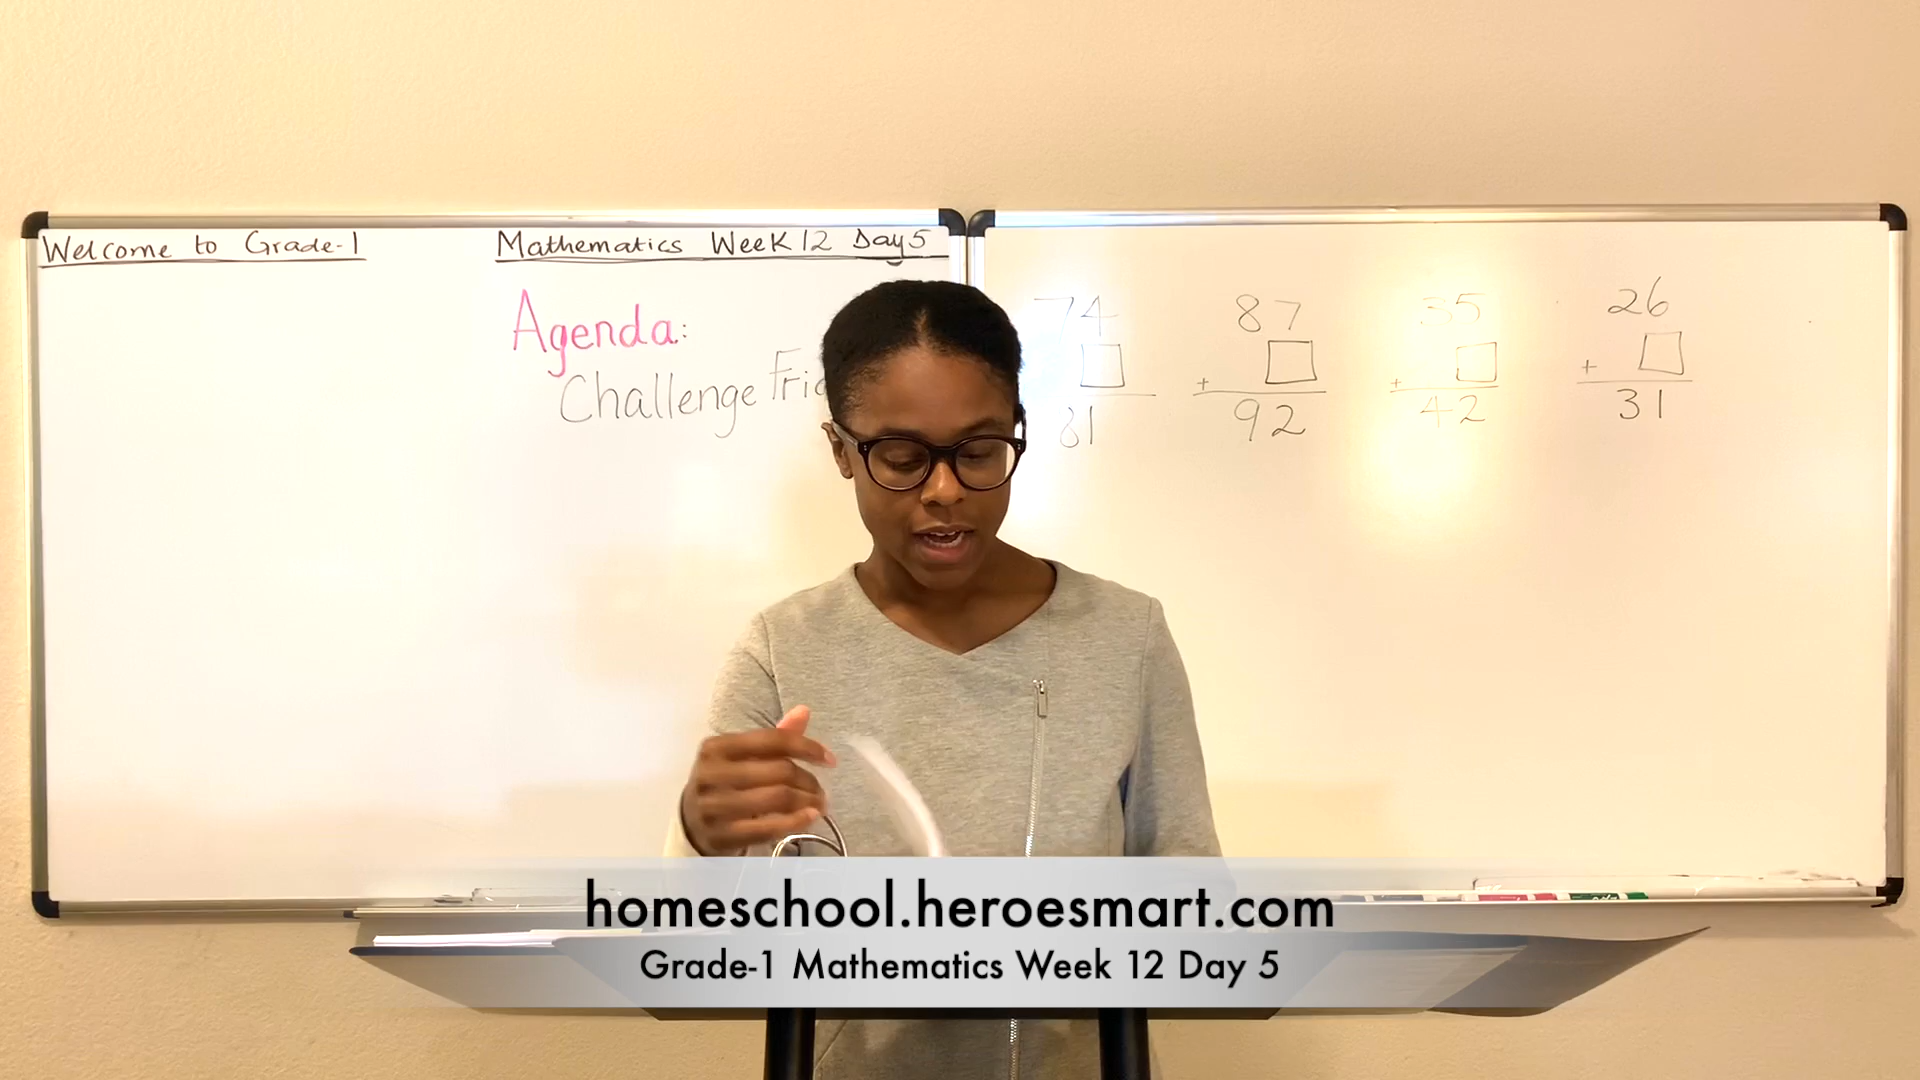 Welcome to Grade-1
Mathematics Week 12 Day 5
Agenda:
Challenge
74
81
87
+
92
35
+
42
26
+
31
homeschool.heroesmart.com
Grade-1 Mathematics Week 12 Day 5